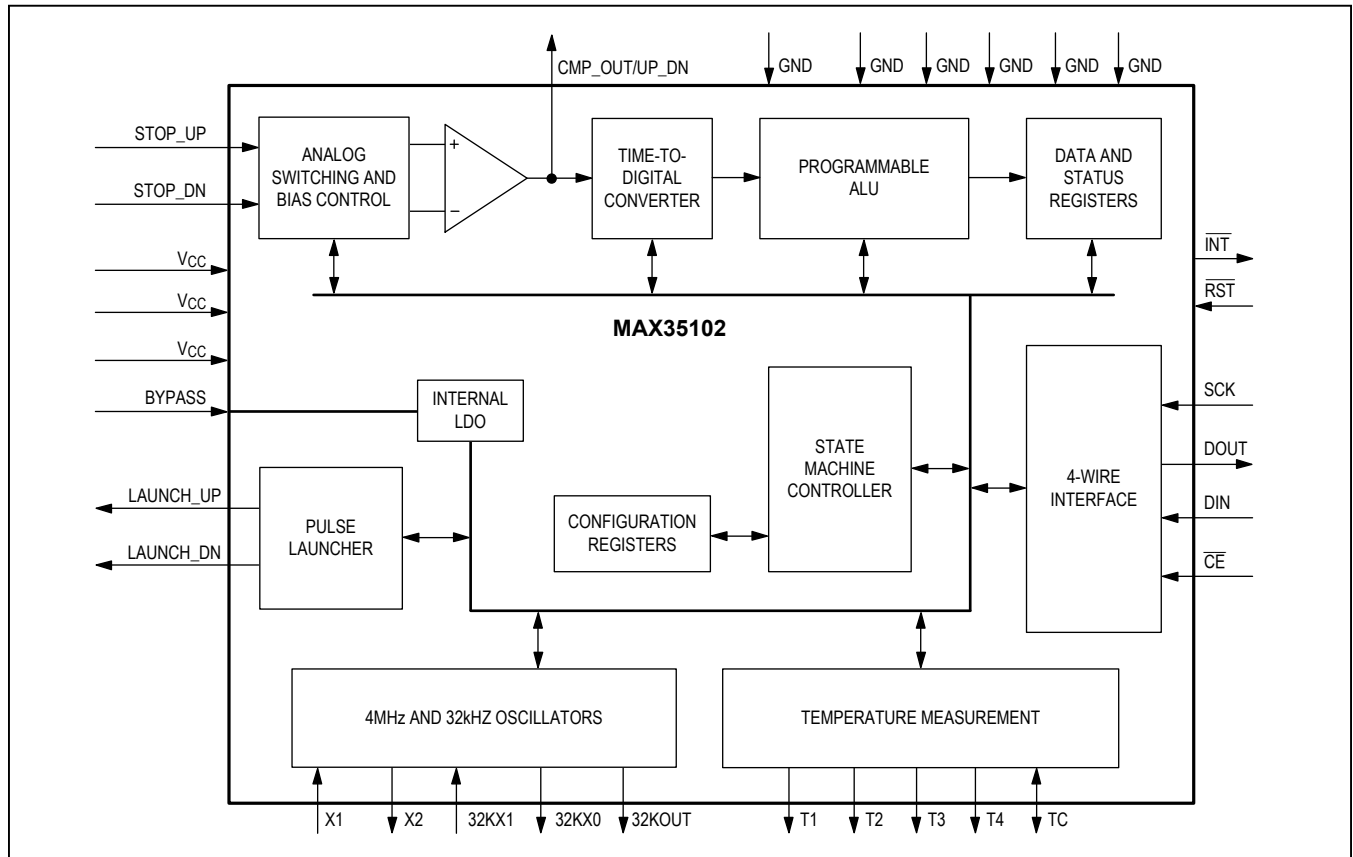 CMP_OUT/UP_DN
GND
GND
GND
GND
GND
GND
STOP_UP
STOP_DN
ANALOG
SWITCHING AND
BIAS CONTROL
+
−
TIME-TO-
DIGITAL
CONVERTER
PROGRAMMABLE
ALU
DATA AND
STATUS
REGISTERS
INT
RST
VCC
VCC
VCC
BYPASS
MAX35102
INTERNAL
LDO
STATE
MACHINE
CONTROLLER
4-WIRE
INTERFACE
SCK
DOUT
DIN
CE
LAUNCH_UP
LAUNCH_DN
PULSE
LAUNCHER
CONFIGURATION
REGISTERS
4MHz AND 32kHZ OSCILLATORS
TEMPERATURE MEASUREMENT
X1
X2
32KX1
32KX0
32KOUT
T1
T2
T3
T4
TC